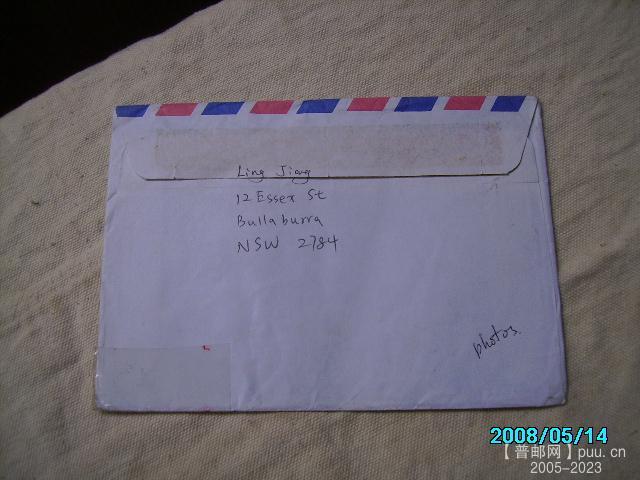 Ling Jiang
12 Essex St
Bullaburra
NSW 2784
photos.
2008/05/14
【普邮网】puu.cn
2005-2023